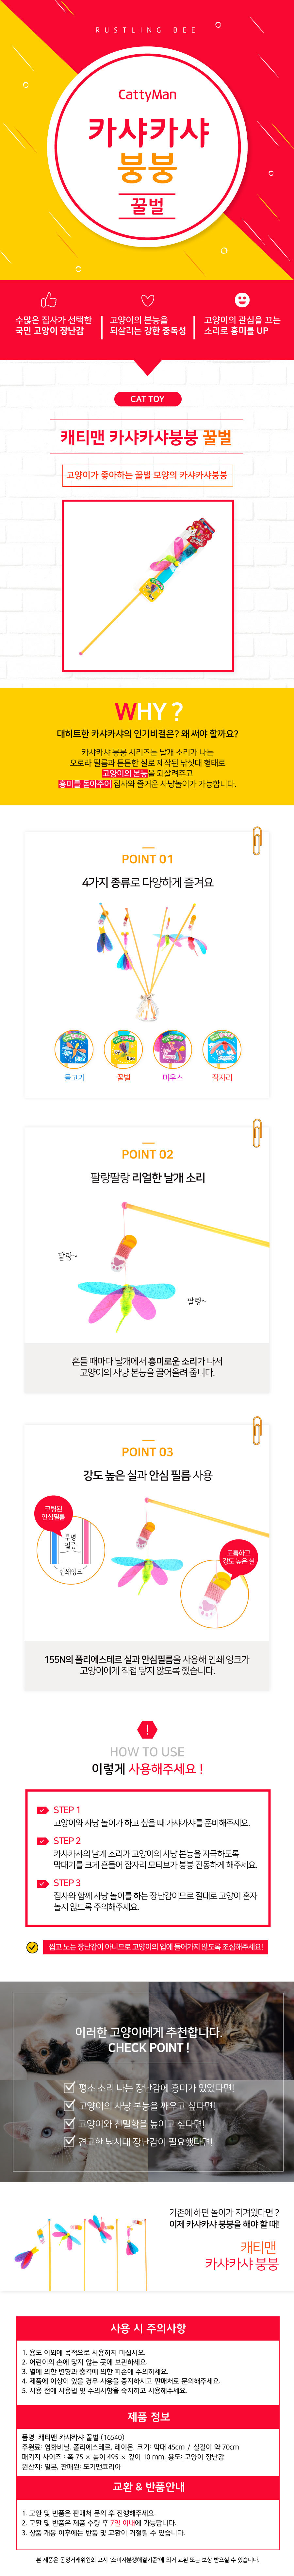 RUSTLING BEE
CattyMan
카샤카샤
붕붕
꿀벌
수많은 집사가 선택한
국민 고양이 장난감
고양이의 본능을
되살리는 강한 중독성
고양이의 관심을 끄는
소리로 흥미를 UP
CAT TOY
캐티맨 카샤카샤붕붕 꿀벌
고양이가 좋아하는 꿀벌 모양의 카샤카샤붕붕
WHY ?
대히트한 카샤카샤의 인기비결은? 왜 써야 할까요?
카샤카샤 붕붕 시리즈는 날개 소리가 나는
오로라 필름과 튼튼한 실로 제작된 낚싯대 형태로
고양이의 본능을 되살려주고
흥미를 돋아주어 집사와 즐거운 사냥놀이가 가능합니다.
POINT 01
4가지 종류로 다양하게 즐겨요
물고기
꿀벌
마우스
잠자리
POINT 02
팔랑팔랑 리얼한 날개 소리
팔랑~
팔랑~
흔들 때마다 날개에서 흥미로운 소리가 나서
고양이의 사냥 본능을 끌어올려 줍니다.
POINT 03
강도 높은 실과 안심 필름 사용
코팅된
안심필름
투명
필름
인쇄잉크
도톰하고
강도 높은 실
155N의 폴리에스테르 실과 안심필름을 사용해 인쇄 잉크가
고양이에게 직접 닿지 않도록 했습니다.
!
HOW TO USE
이렇게 사용해주세요 !
STEP 1
고양이와 사냥 놀이가 하고 싶을 때 카샤카샤를 준비해주세요.
STEP 2
카샤카샤의 날개 소리가 고양이의 사냥 본능을 자극하도록
막대기를 크게 흔들어 잠자리 모티브가 붕붕 진동하게 해주세요.
STEP 3
집사와 함께 사냥 놀이를 하는 장난감이므로 절대로 고양이 혼자
놀지 않도록 주의해주세요.
씹고 노는 장난감이 아니므로 고양이의 입에 들어가지 않도록 조심해주세요!
이러한 고양이에게 추천합니다.
CHECK POINT !
평소 소리 나는 장난감에 흥미가 있었다면!
고양이의 사냥 본능을 깨우고 싶다면!
고양이와 친밀함을 높이고 싶다면!
견고한 낚시대 장난감이 필요했다면!
기존에 하던 놀이가 지겨웠다면 ?
이제 카샤카샤 붕붕을 해야 할 때!
캐티맨
카샤카샤 붕붕
사용 시 주의사항
1. 용도 이외에 목적으로 사용하지 마십시오.
2. 어린이의 손에 닿지 않는 곳에 보관하세요.
3. 열에 의한 변형과 충격에 의한 파손에 주의하세요.
4. 제품에 이상이 있을 경우 사용을 중지하시고 판매처로 문의해주세요.
5. 사용 전에 사용법 및 주의사항을 숙지하고 사용해주세요.
제품 정보
품명: 캐티맨 카샤카샤 꿀벌 (16540)
주원료: 염화비닐, 폴리에스테르, 레이온, 크기: 막대 45cm / 실길이 약 70cm
패키지 사이즈 : 폭 75 × 높이 495 × 깊이 10 mm, 용도: 고양이 장난감
원산지: 일본, 판매원: 도기맨코리아
교환 & 반품안내
1. 교환 및 반품은 판매처 문의 후 진행해주세요.
2. 교환 및 반품은 제품 수령 후 7일 이내에 가능합니다.
3. 상품 개봉 이후에는 반품 및 교환이 거절될 수 있습니다.
본 제품은 공정거래위원회 고시 '소비자분쟁해결기준'에 의거 교환 또는 보상 받으실 수 있습니다.